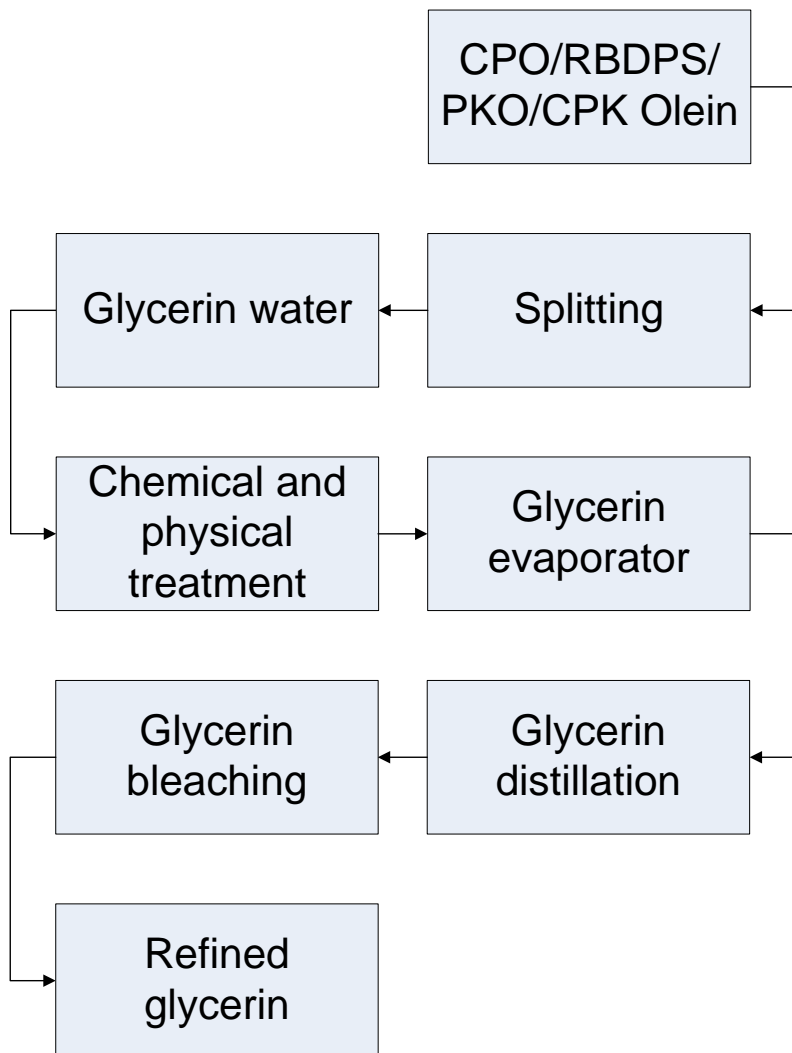 CPO/RBDPS/
PKO/CPK Olein
Splitting
Glycerin water
Chemical and
physical
treatment
Glycerin
evaporator
Glycerin
distillation
Glycerin
bleaching
Refined
glycerin